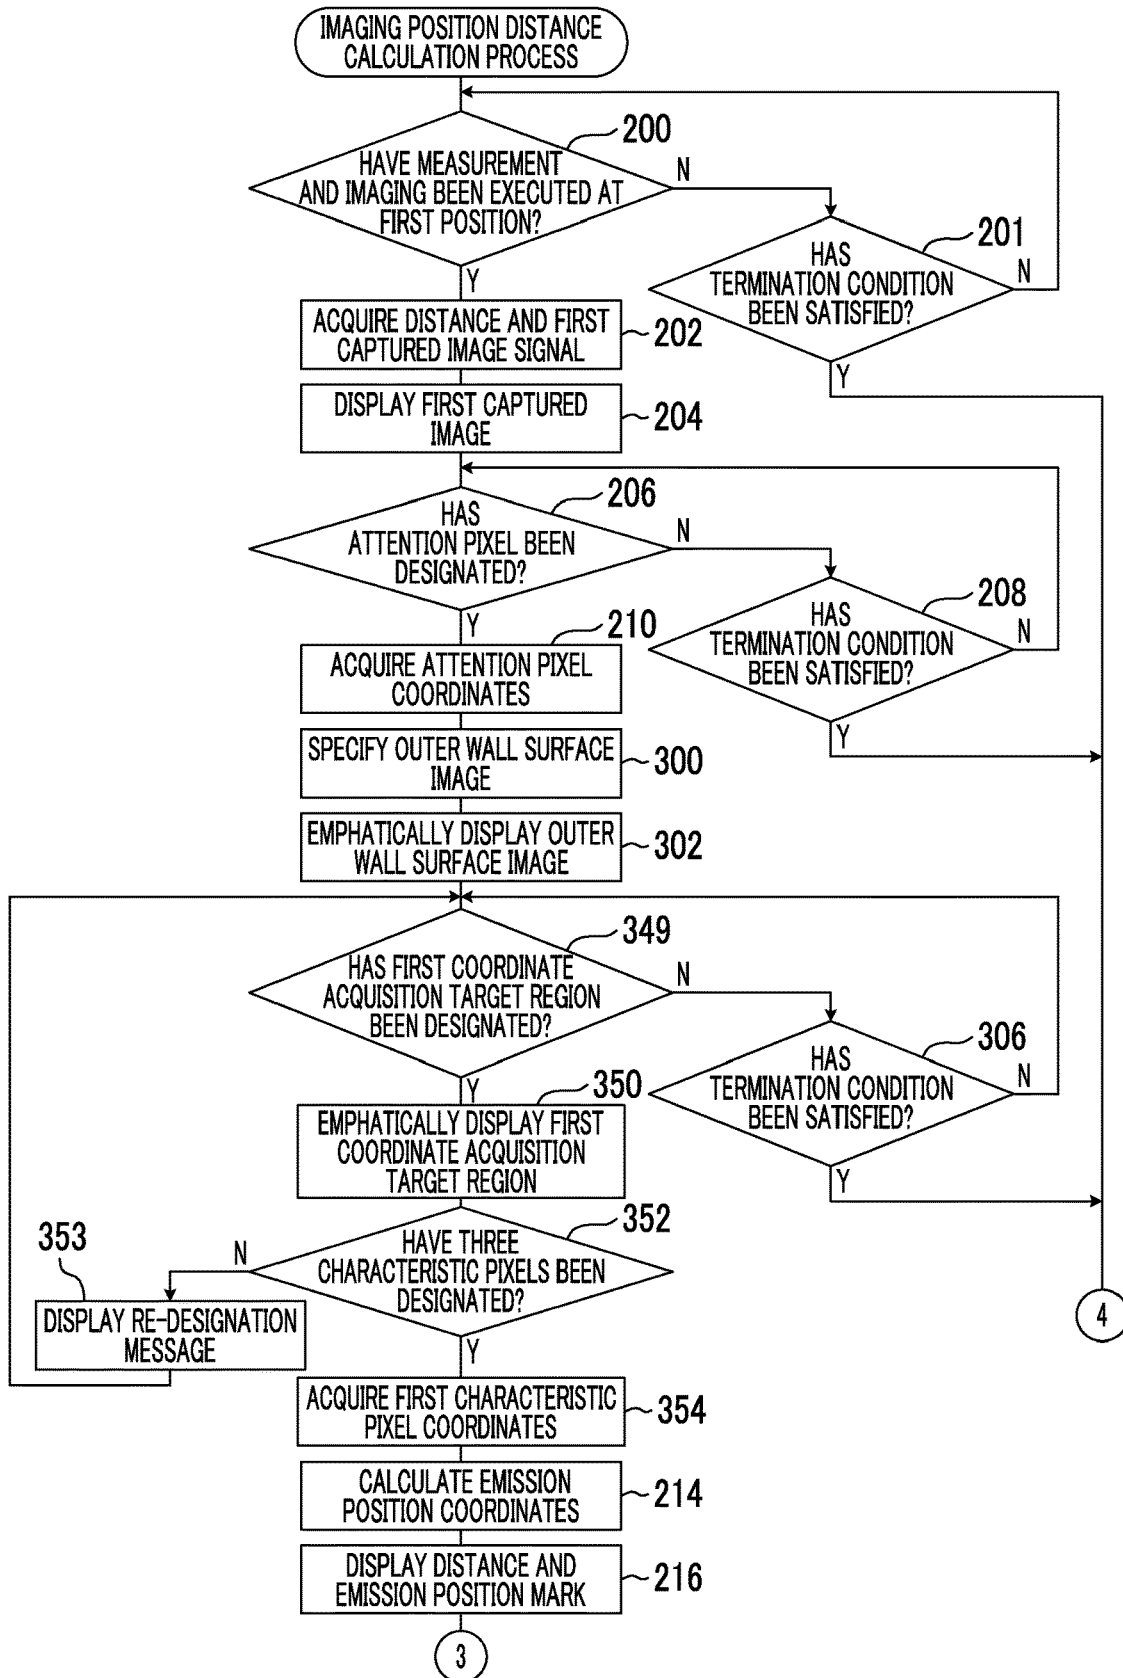 IMAGING POSITION DISTANCE
CALCULATION PROCESS
200
HAVE MEASUREMENT
AND IMAGING BEEN EXECUTED AT
FIRST POSITION?
N
Y
201
HAS
TERMINATION CONDITION
BEEN SATISFIED?
N
Y
ACQUIRE DISTANCE AND FIRST
CAPTURED IMAGE SIGNAL
202
DISPLAY FIRST CAPTURED
IMAGE
204
206
HAS
ATTENTION PIXEL BEEN
DESIGNATED?
N
Y
208
HAS
TERMINATION CONDITION
BEEN SATISFIED?
N
Y
210
ACQUIRE ATTENTION PIXEL
COORDINATES
SPECIFY OUTER WALL SURFACE
IMAGE
300
EMPHATICALLY DISPLAY OUTER
WALL SURFACE IMAGE
302
349
HAS FIRST COORDINATE
ACQUISITION TARGET REGION
BEEN DESIGNATED?
N
Y
306
HAS
TERMINATION CONDITION
BEEN SATISFIED?
N
Y
350
EMPHATICALLY DISPLAY FIRST
COORDINATE ACQUISITION
TARGET REGION
352
HAVE THREE
CHARACTERISTIC PIXELS BEEN
DESIGNATED?
N
Y
353
DISPLAY RE-DESIGNATION
MESSAGE
4
ACQUIRE FIRST CHARACTERISTIC
PIXEL COORDINATES
354
CALCULATE EMISSION
POSITION COORDINATES
214
DISPLAY DISTANCE AND
EMISSION POSITION MARK
216
3